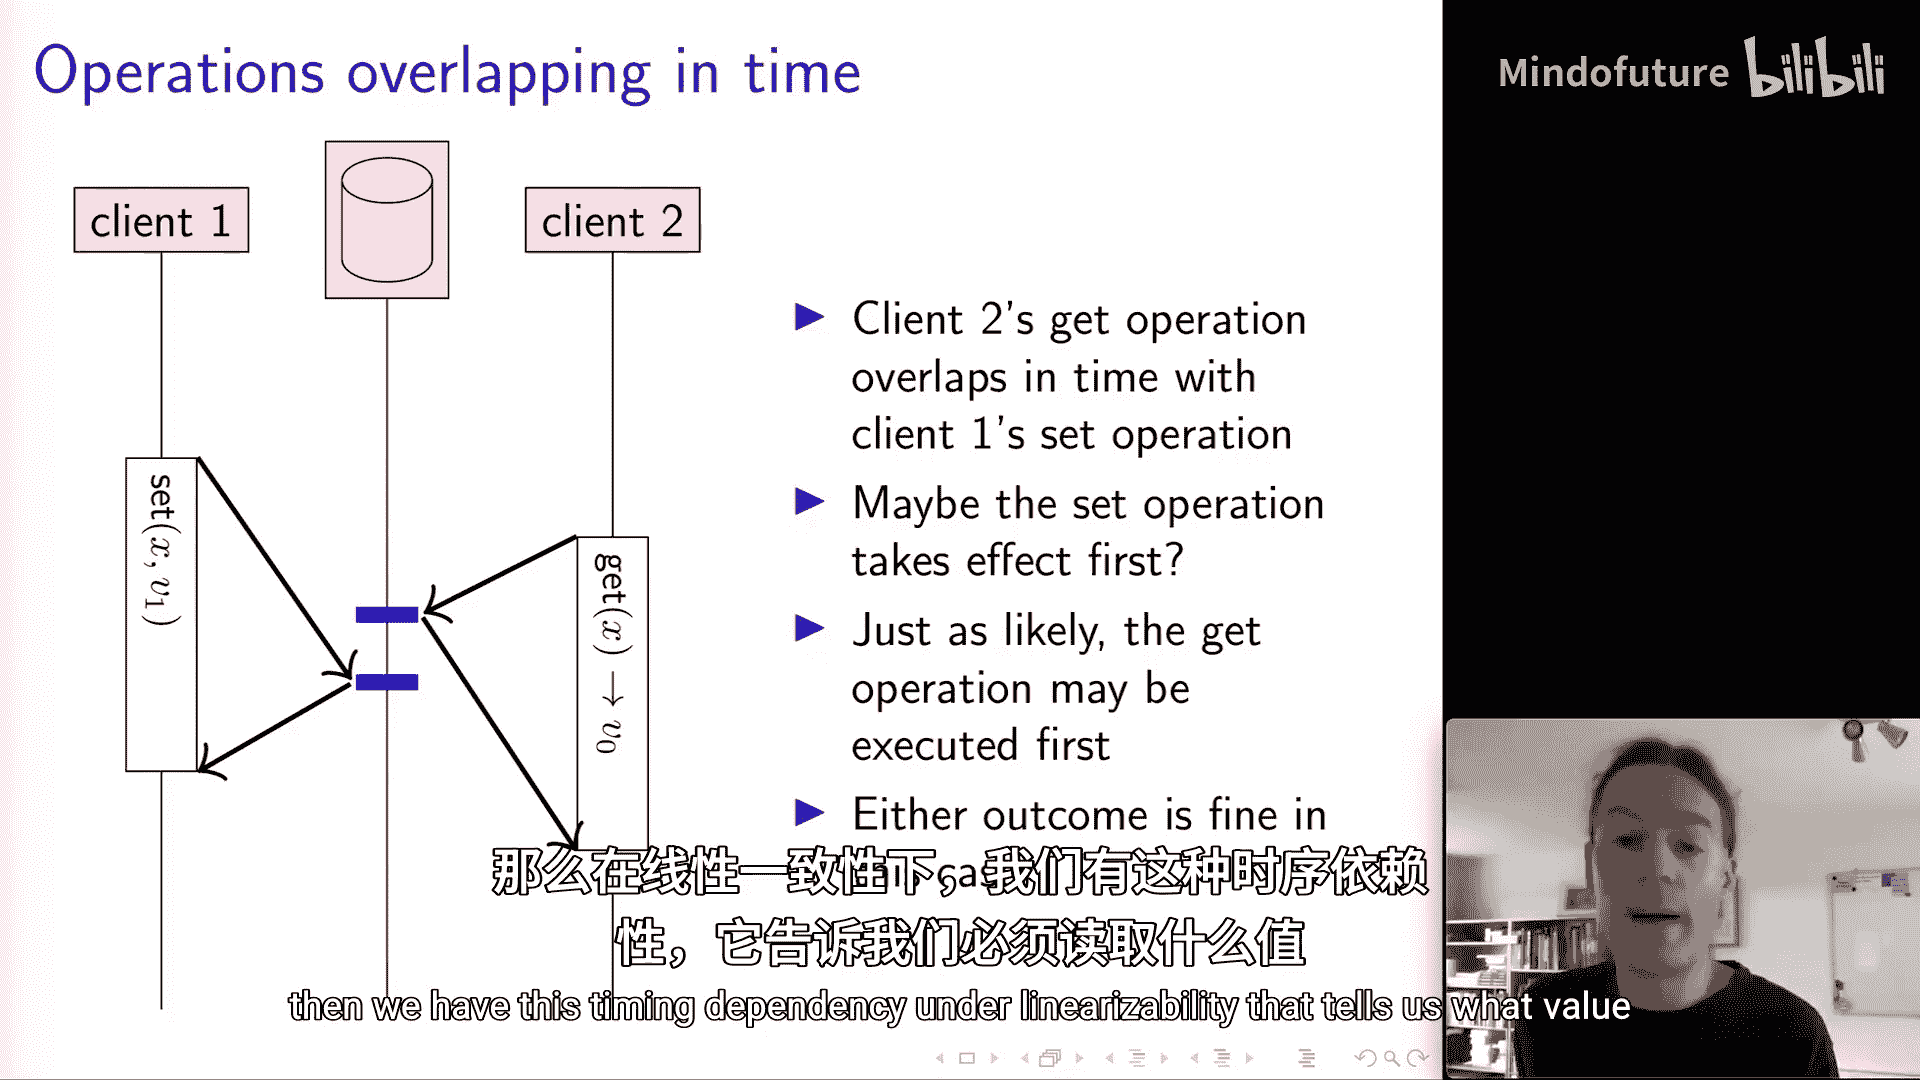 Operations overlapping in time
Mindofuture bilibili
client 1
client 2
set(x, v₁)
get(x) → v₀
▶ Client 2's get operation
overlaps in time with
client 1's set operation
▶ Maybe the set operation
takes effect first?
▶ Just as likely, the get
operation may be
executed first
▶ Either outcome is fine in
那么在线性一致性下，我们有这种时序依赖
性，它告诉我们必须读取什么值
then we have this timing dependency under linearizability that tells us what value